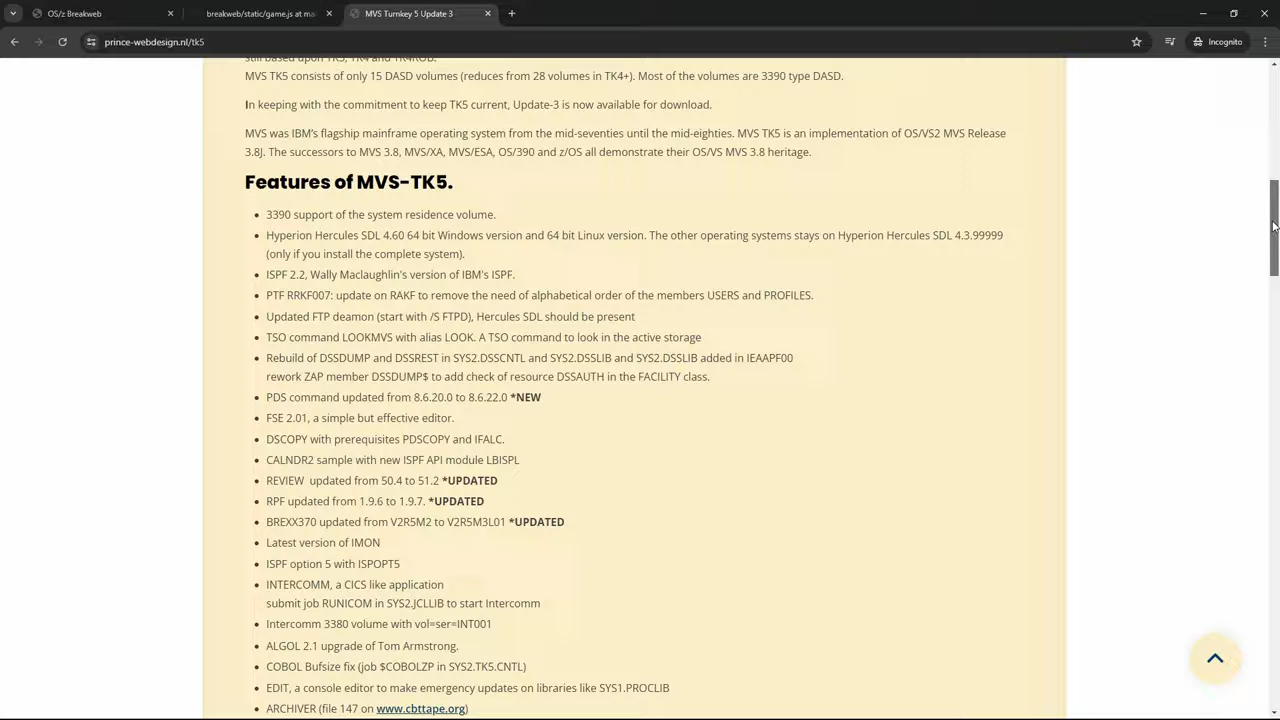 OS/z Breakweb
breakweb/static/game.js at ma
MVS Turnkey 5 Update 3
prince-webdesign.nl/tk5
Incognito
still based upon TK3, TK4 and TK4ROB.
MVS TK5 consists of only 15 DASD volumes (reduces from 28 volumes in TK4+). Most of the volumes are 3390 type DASD.
In keeping with the commitment to keep TK5 current, Update-3 is now available for download.
MVS was IBM's flagship mainframe operating system from the mid-seventies until the mid-eighties. MVS TK5 is an implementation of OS/VS2 MVS Release
3.8J. The successors to MVS 3.8, MVS/XA, MVS/ESA, OS/390 and z/OS all demonstrate their OS/VS MVS 3.8 heritage.
Features of MVS-TK5.
3390 support of the system residence volume.
Hyperion Hercules SDL 4.60 64 bit Windows version and 64 bit Linux version. The other operating systems stays on Hyperion Hercules SDL 4.3.99999
(only if you install the complete system).
ISPF 2.2, Wally Maclaughlin's version of IBM's ISPF.
PTF RRKF007: update on RAKF to remove the need of alphabetical order of the members USERS and PROFILES.
Updated FTP deamon (start with /S FTPD), Hercules SDL should be present
TSO command LOOKMVS with alias LOOK. A TSO command to look in the active storage
Rebuild of DSSDUMP and DSSREST in SYS2.DSSCNTL and SYS2.DSSLIB and SYS2.DSSLIB added in IEAAPF00
rework ZAP member DSSDUMP$ to add check of resource DSSAUTH in the FACILITY class.
PDS command updated from 8.6.20.0 to 8.6.22.0 *NEW
FSE 2.01, a simple but effective editor.
DSCOPY with prerequisites PDSCOPY and IFALC.
CALNDR2 sample with new ISPF API module LBISPL
REVIEW updated from 50.4 to 51.2 *UPDATED
RPF updated from 1.9.6 to 1.9.7. *UPDATED
BREXX370 updated from V2R5M2 to V2R5M3L01 *UPDATED
Latest version of IMON
ISPF option 5 with ISPOPT5
INTERCOMM, a CICS like application
submit job RUNICOM in SYS2.JCLLIB to start Intercomm
Intercomm 3380 volume with vol=ser=INT001
ALGOL 2.1 upgrade of Tom Armstrong.
COBOL Bufsize fix (job $COBOLZP in SYS2.TK5.CNTL)
EDIT, a console editor to make emergency updates on libraries like SYS1.PROCLIB
ARCHIVER (file 147 on www.cbttape.org)